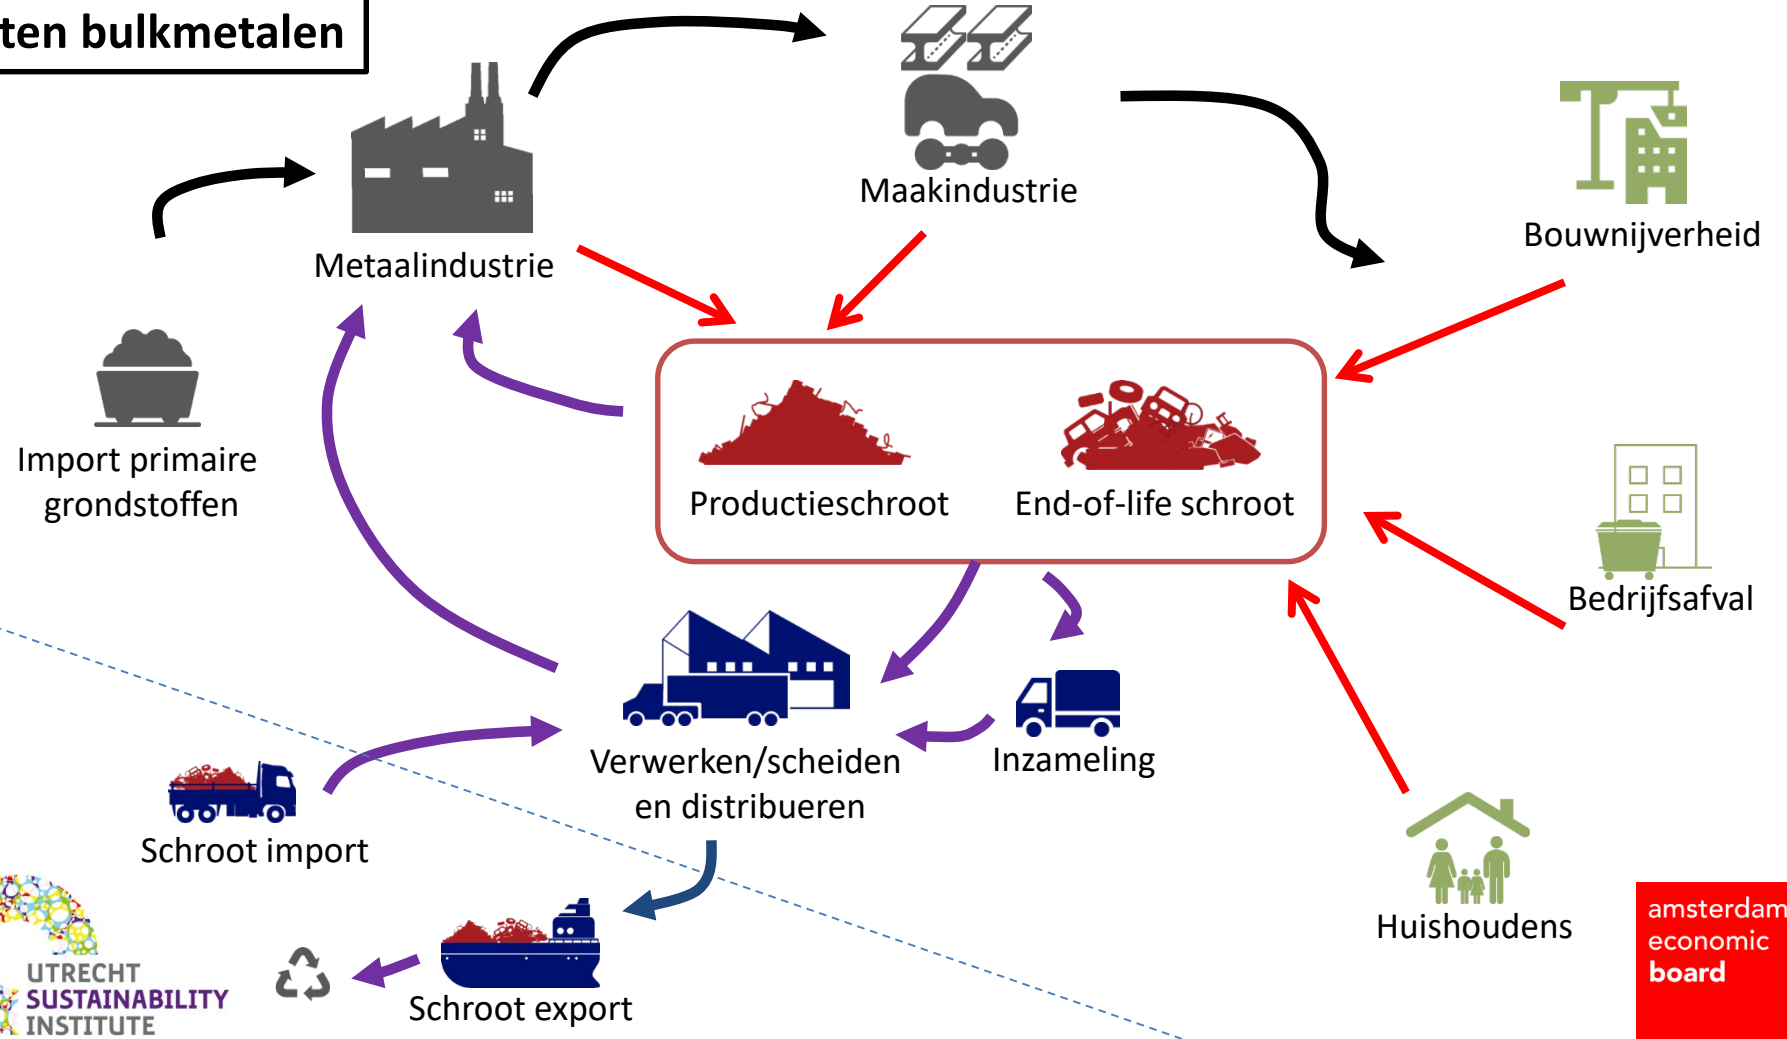 ten bulkmetalen
Maakindustrie
Bouwnijverheid
Metaalindustrie
Import primaire
grondstoffen
Productieschroot
End-of-life schroot
Bedrijfsafval
Verwerken/scheiden
en distribueren
Inzameling
Schroot import
Huishoudens
Schroot export
UTRECHT
SUSTAINABILITY
INSTITUTE
amsterdam
economic
board